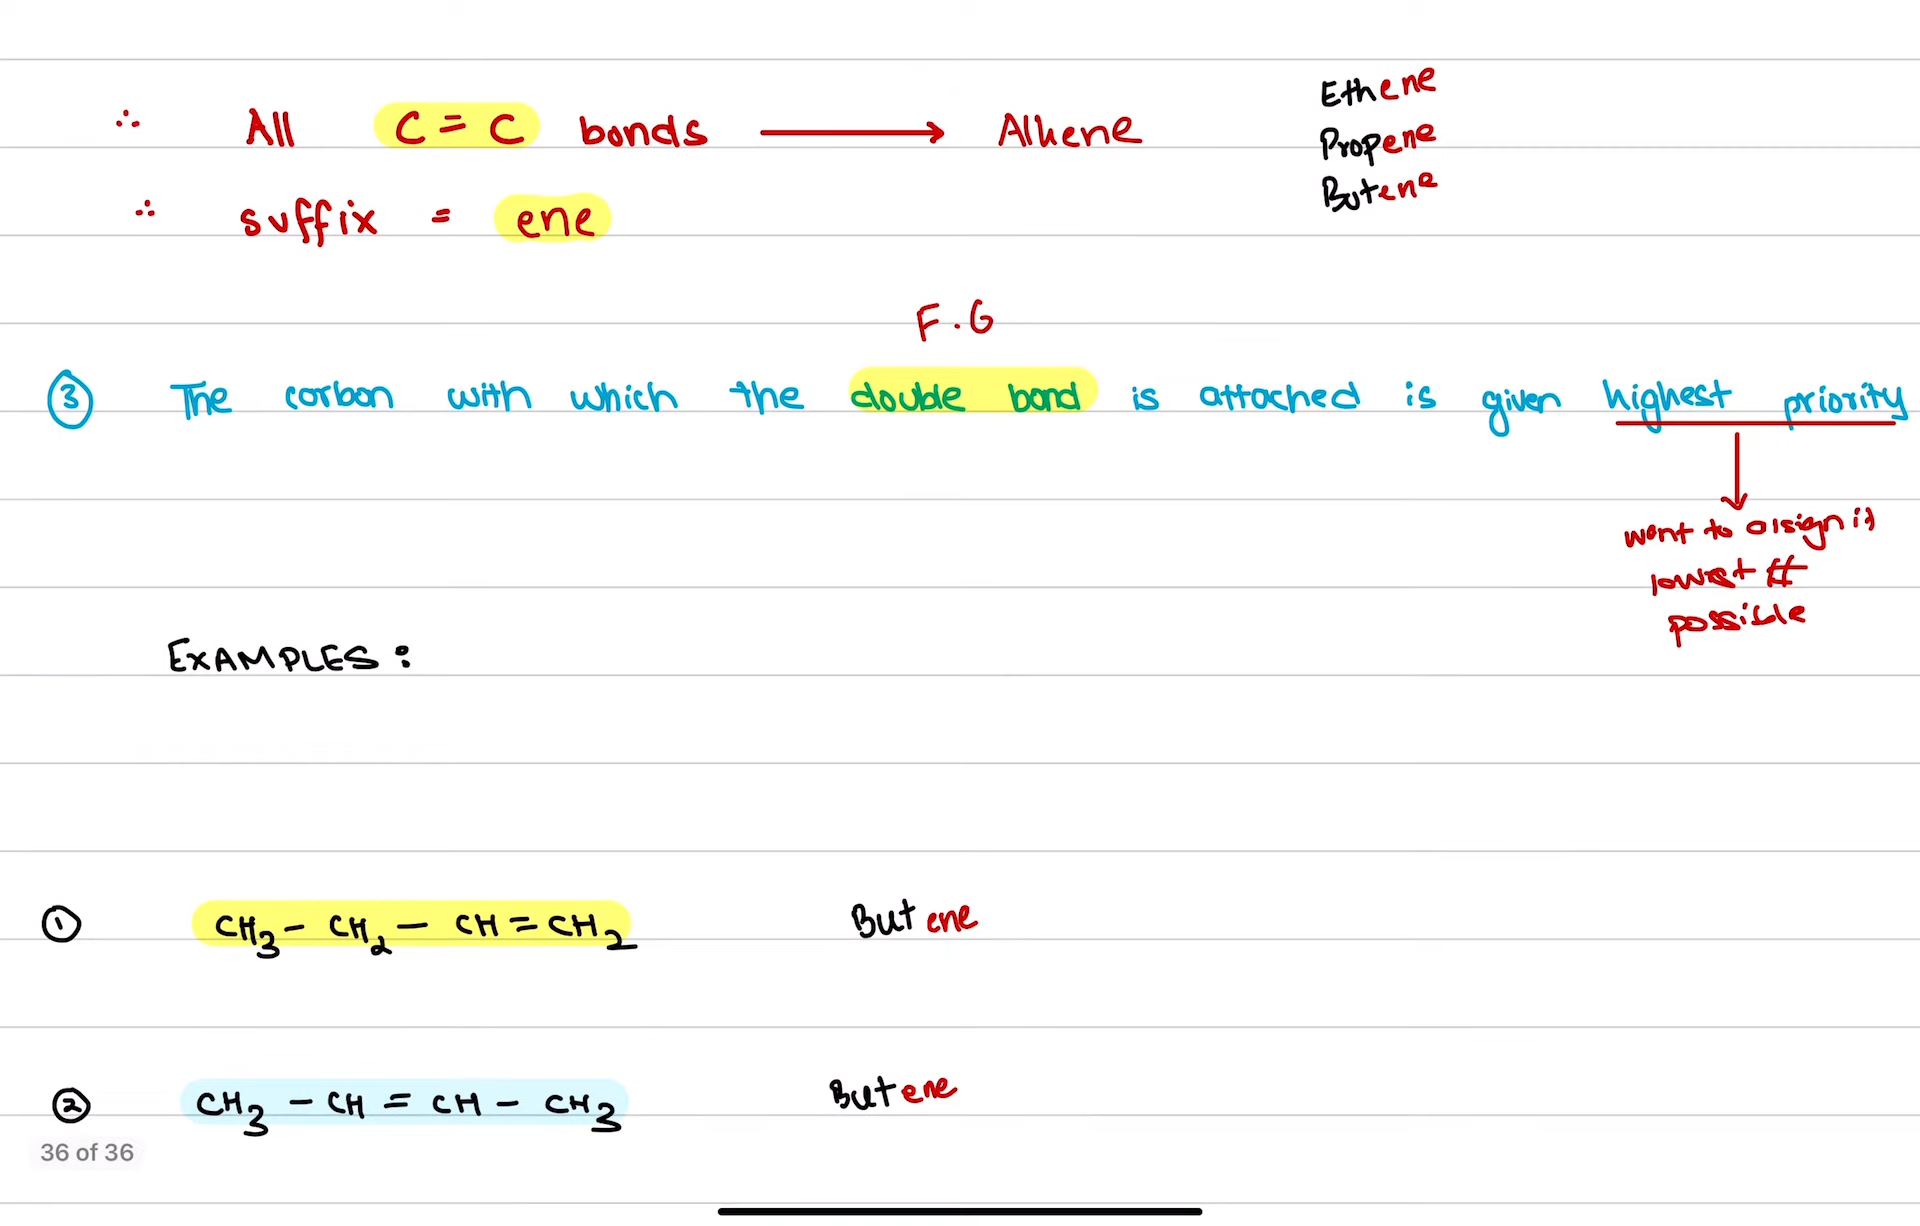 ∴ All C = C bonds ⟶ Alkene
Ethene
Propene
Butene
∴ suffix = ene
F.G
③ The carbon with which the double bond is attached is given highest priority
want to assign it
lowest #
possible
EXAMPLES:
① CH₃ – CH₂ – CH = CH₂ Butene
② CH₃ – CH = CH – CH₃ Butene
36 of 36